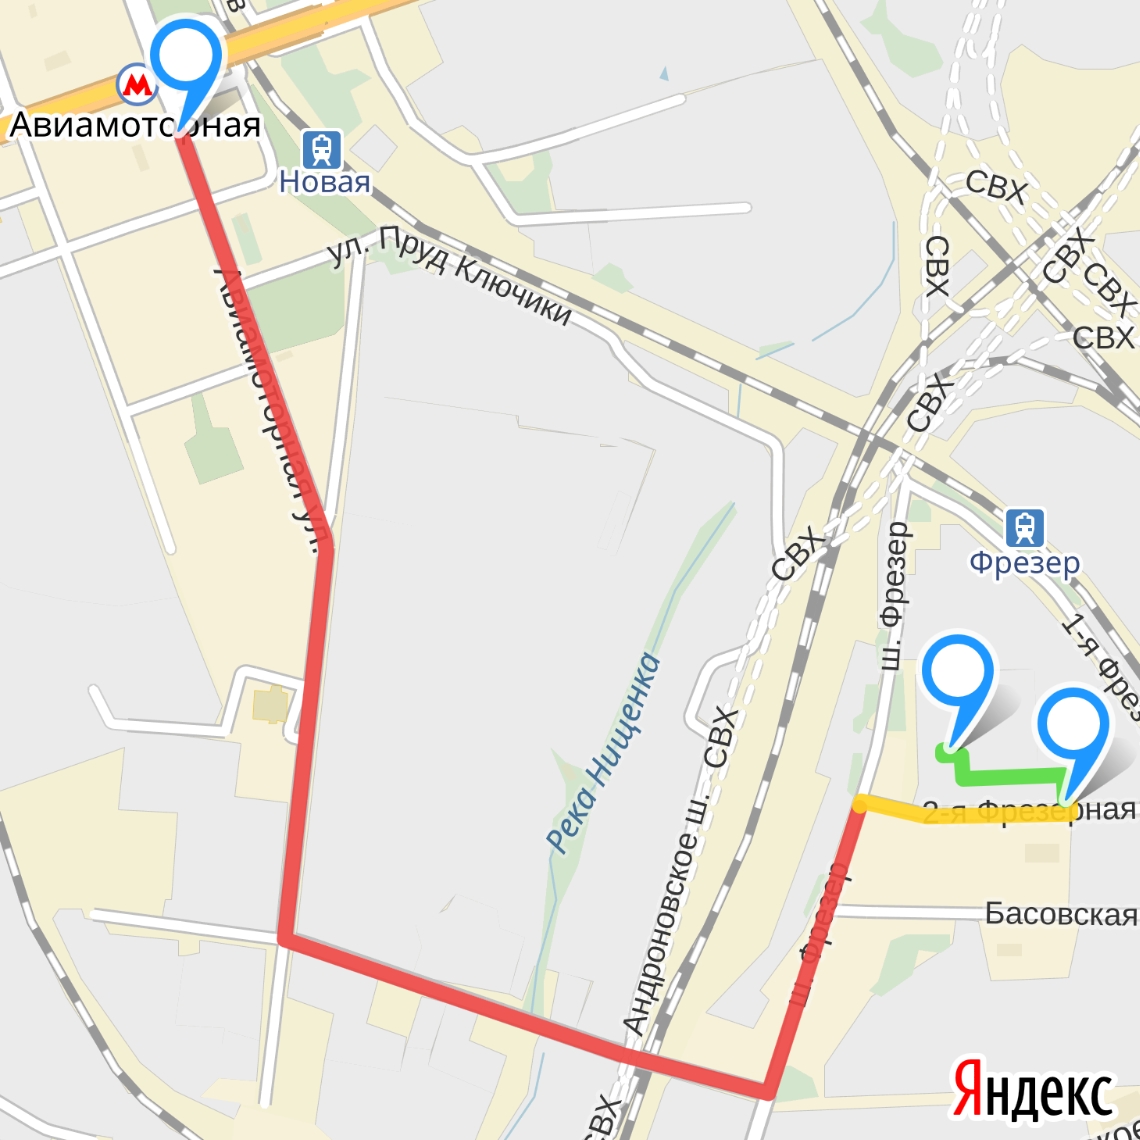 в
М
Авиамоторная
Новая
ул. Пруд Ключики
Авиамоторная ул.
СВХ
СВХ
СВХ
СВХ
СВХ
СВХ
СВХ
Фрезер
ш. Фрезер
1-я Фрез
Река Нищенка
СВХ
Андроновское ш.
2-я Фрезерная
ш. Фрезер
Басовская
СВХ
Яндекс
кое